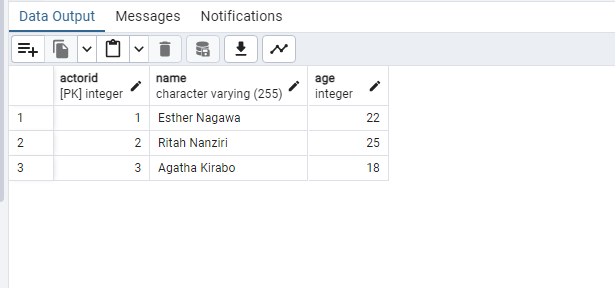 Data Output Messages Notifications
actorid name age
[PK] integer character varying (255) integer
1 1 Esther Nagawa 22
2 2 Ritah Nanziri 25
3 3 Agatha Kirabo 18